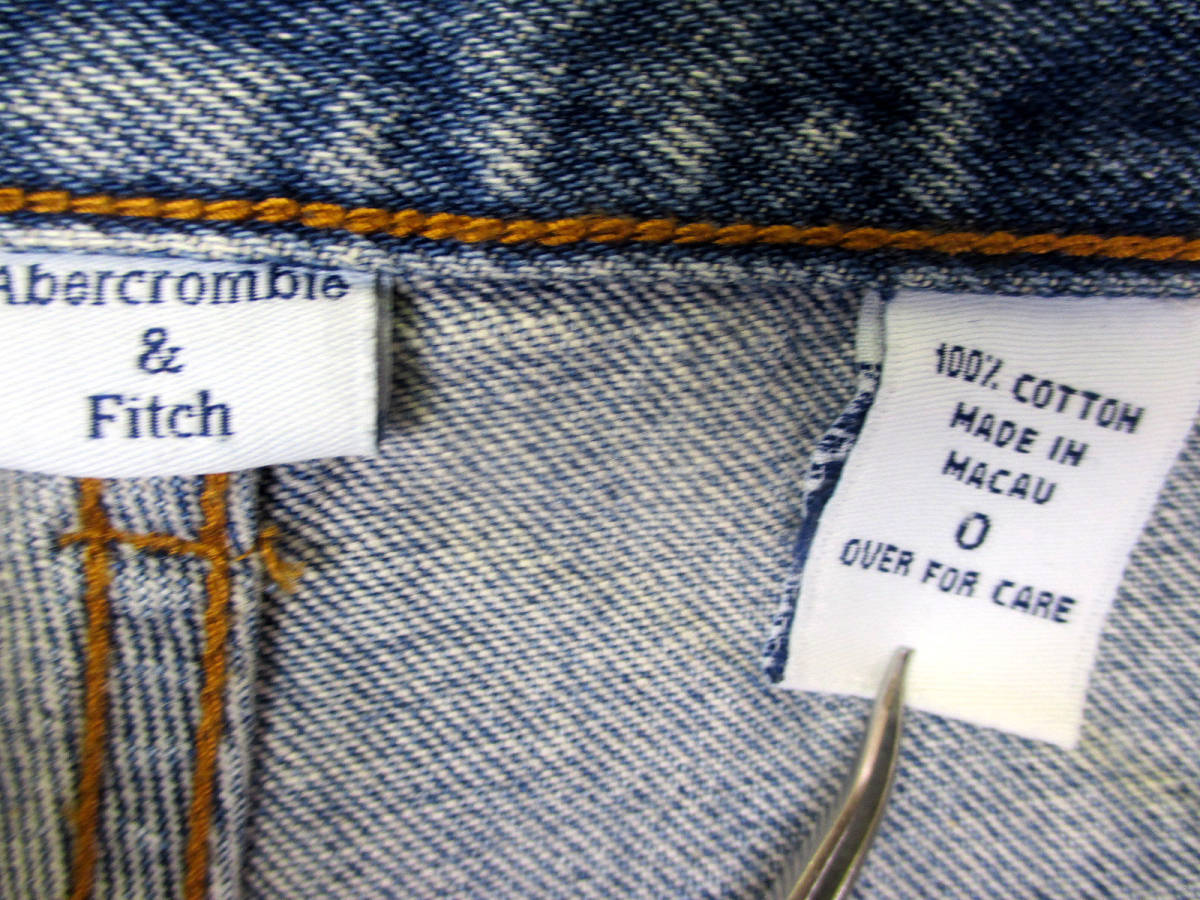 Abercrombie
&
Fitch
100% COTTON
MADE IN
MACAU
0
OVER FOR CARE